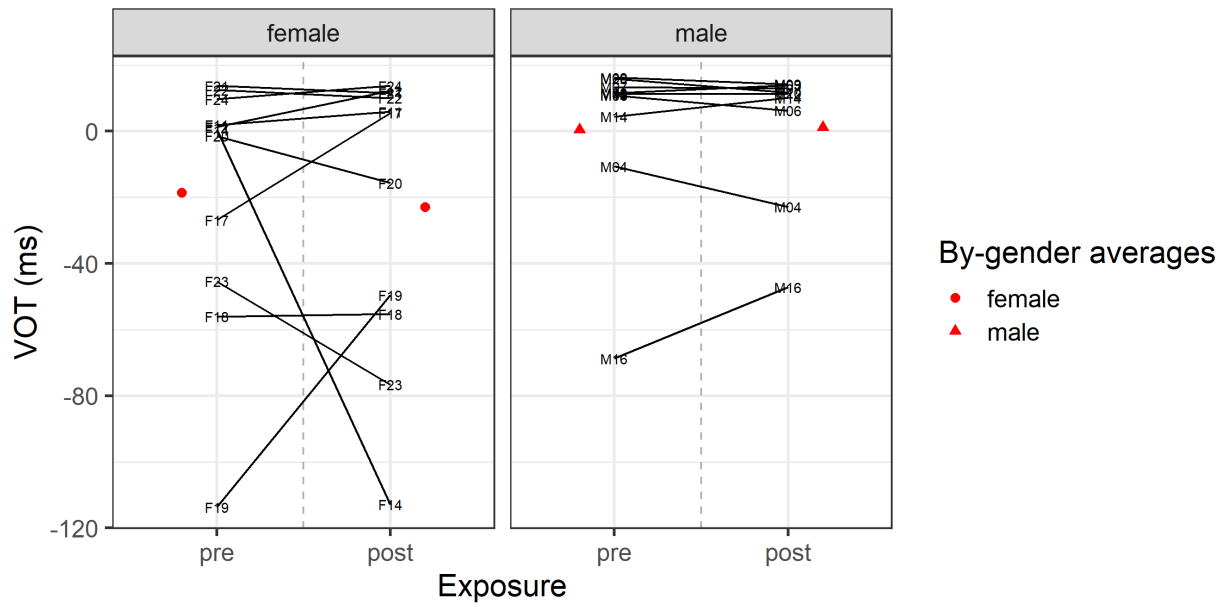 female
male
VOT (ms)
0
-40
-80
-120
F24
F22
F20
F17
F23
F18
F19
F24
F22
F17
F20
F19
F18
F23
F14
M14
M04
M16
M09
M14
M06
M04
M16
pre
post
pre
post
Exposure
By-gender averages
female
male